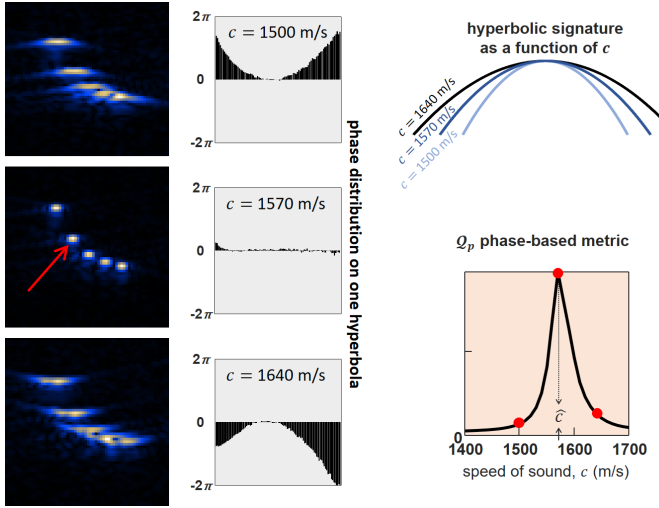 2π
c = 1500 m/s
0
-2π
2π
c = 1570 m/s
0
-2π
2π
c = 1640 m/s
0
-2π
phase distribution on one hyperbola
hyperbolic signature
as a function of c
c = 1640 m/s
c = 1570 m/s
c = 1500 m/s
Qₚ phase-based metric
0
ĉ
1400 1500 1600 1700
speed of sound, c (m/s)